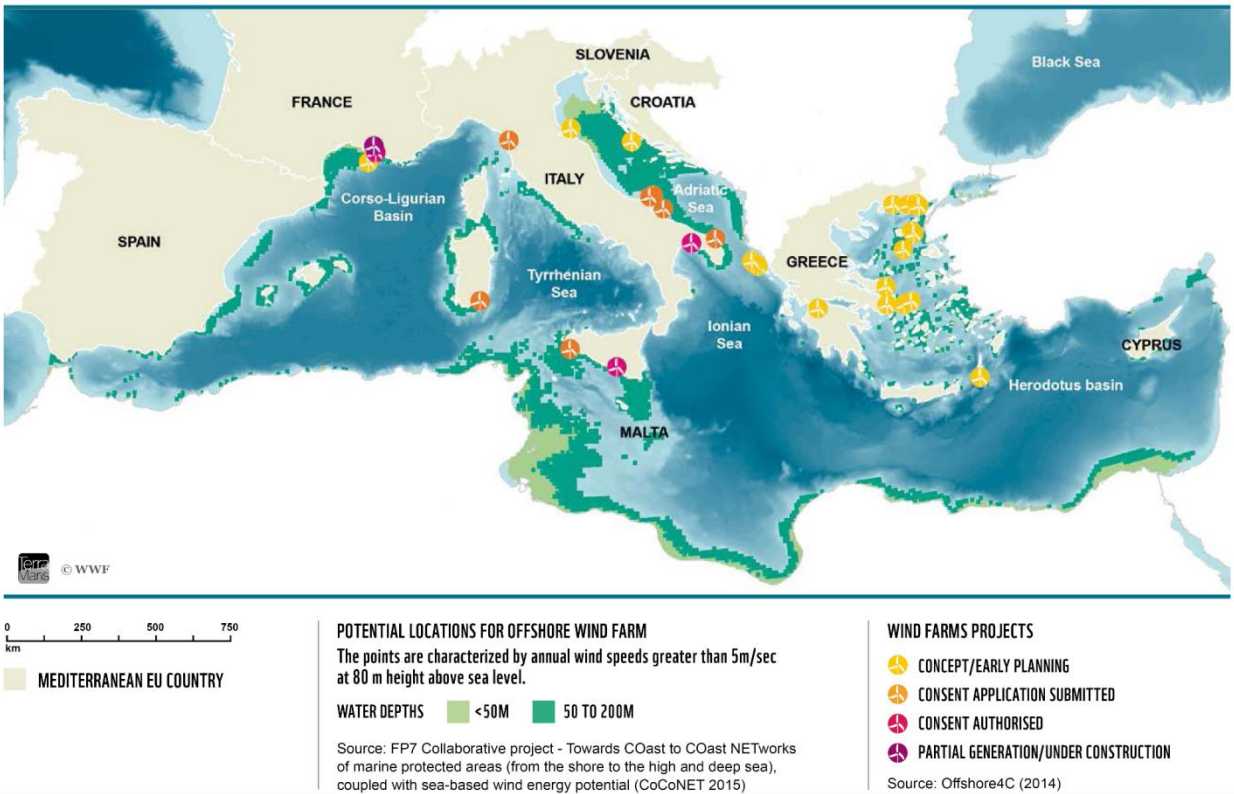 SLOVENIA
Black Sea
FRANCE
CROATIA
ITALY
Adriatic
Sea
Corso-Ligurian
Basin
SPAIN
GREECE
Tyrrhenian
Sea
Ionian
Sea
CYPRUS
Herodotus basin
MALTA
Terra
Maris
© WWF
0 250 500 750
km
MEDITERRANEAN EU COUNTRY
POTENTIAL LOCATIONS FOR OFFSHORE WIND FARM
The points are characterized by annual wind speeds greater than 5m/sec
at 80 m height above sea level.
WATER DEPTHS <50M 50 TO 200M
Source: FP7 Collaborative project - Towards COast to COast NETworks
of marine protected areas (from the shore to the high and deep sea),
coupled with sea-based wind energy potential (CoCoNET 2015)
WIND FARMS PROJECTS
CONCEPT/EARLY PLANNING
CONSENT APPLICATION SUBMITTED
CONSENT AUTHORISED
PARTIAL GENERATION/UNDER CONSTRUCTION
Source: Offshore4C (2014)